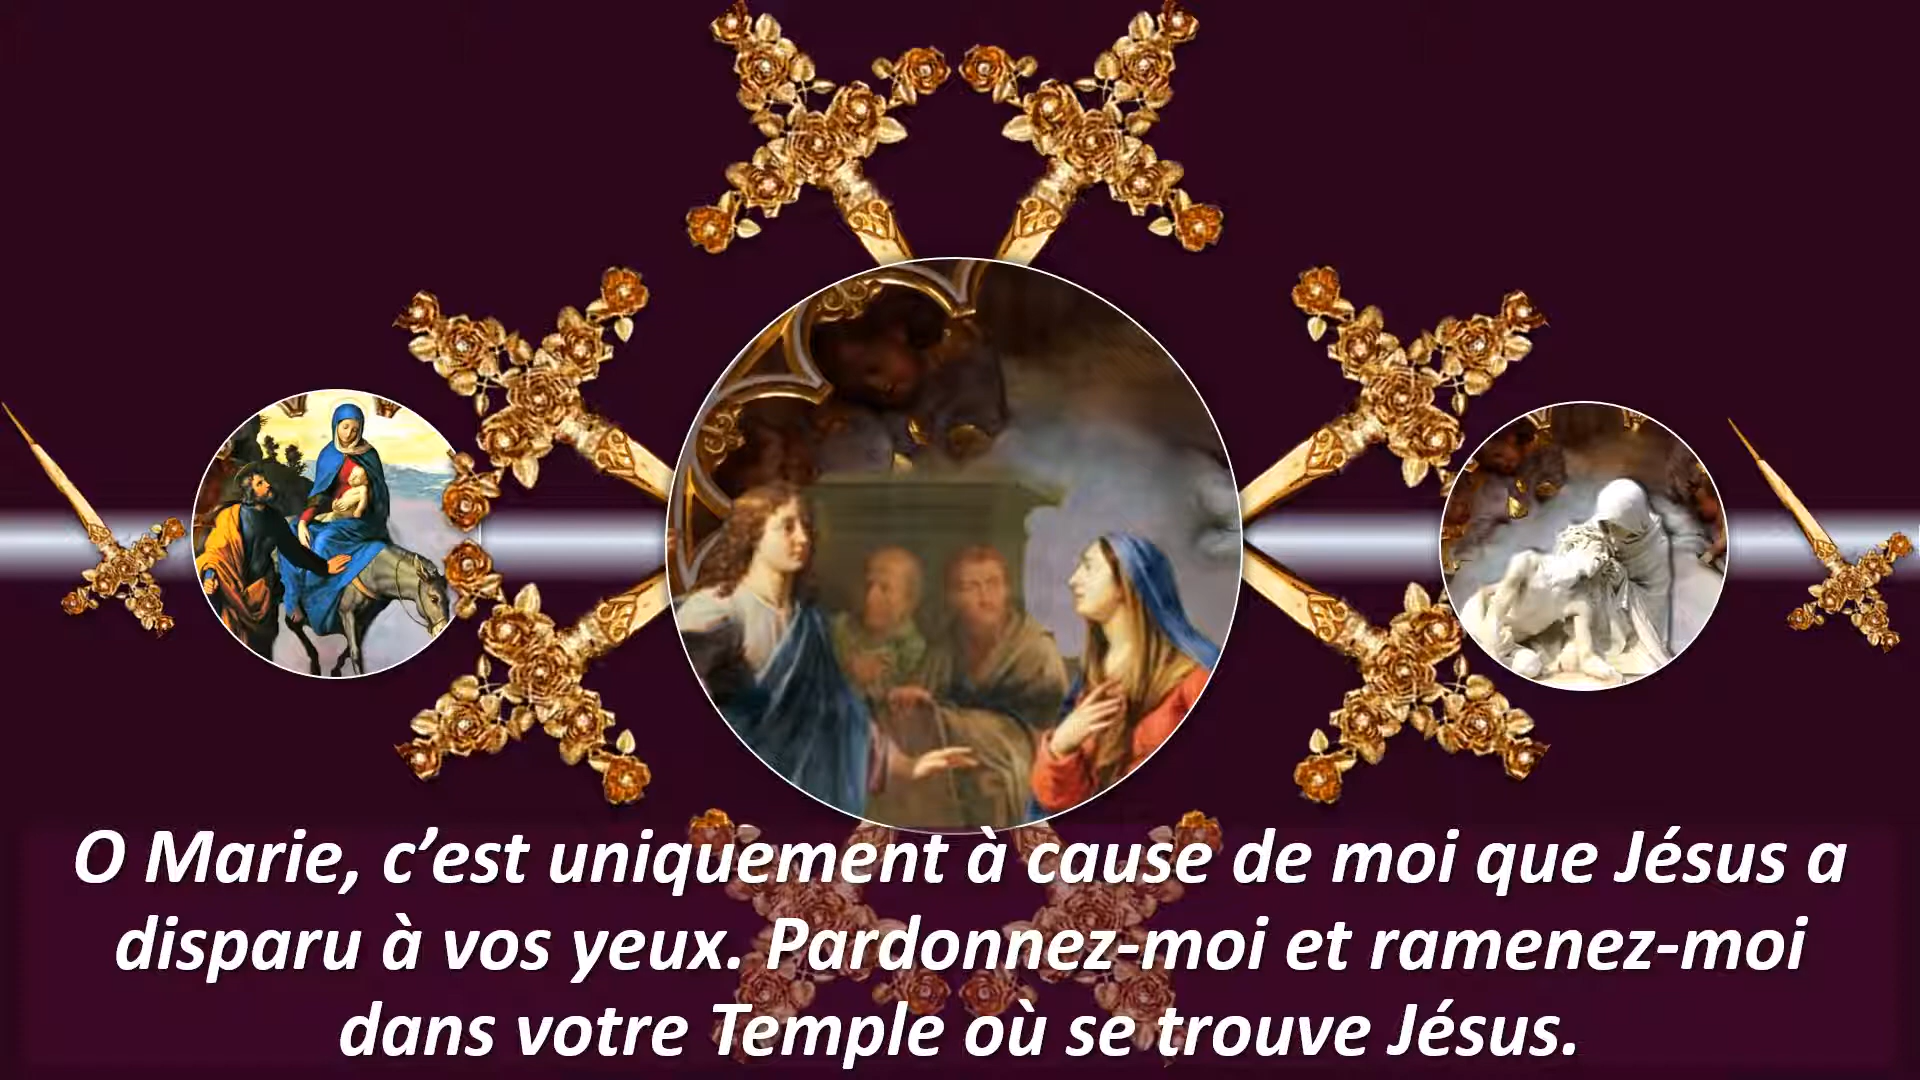 O Marie, c’est uniquement à cause de moi que Jésus a
disparu à vos yeux. Pardonnez-moi et ramenez-moi
dans votre Temple où se trouve Jésus.